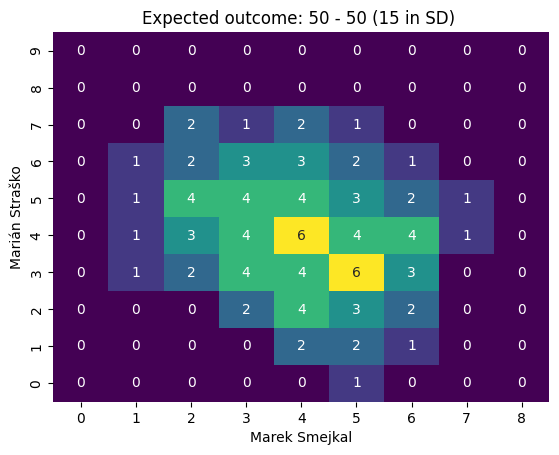 Expected outcome: 50 - 50 (15 in SD)
9 0 0 0 0 0 0 0 0 0
8 0 0 0 0 0 0 0 0 0
7 0 0 2 1 2 1 0 0 0
6 0 1 2 3 3 2 1 0 0
5 0 1 4 4 4 3 2 1 0
4 0 1 3 4 6 4 4 1 0
3 0 1 2 4 4 6 3 0 0
2 0 0 0 2 4 3 2 0 0
1 0 0 0 0 2 2 1 0 0
0 0 0 0 0 0 1 0 0 0
0 1 2 3 4 5 6 7 8
Marek Smejkal
Marián Straško